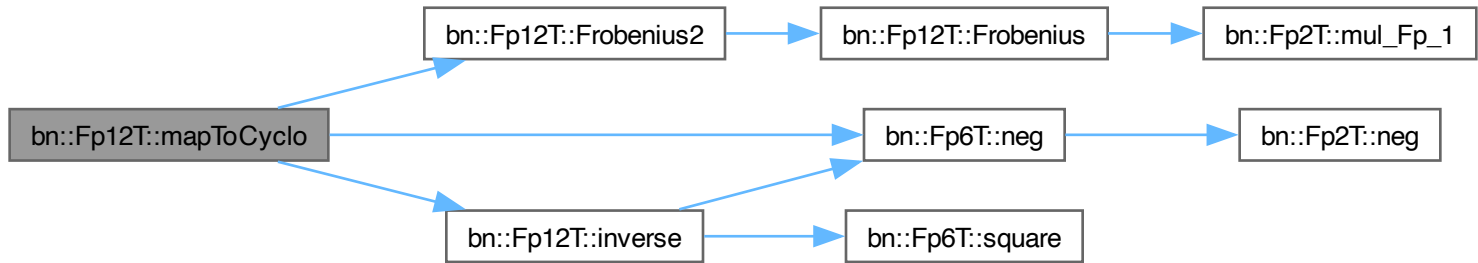 bn::Fp12T::Frobenius2
bn::Fp12T::Frobenius
bn::Fp2T::mul_Fp_1
bn::Fp12T::mapToCyclo
bn::Fp6T::neg
bn::Fp2T::neg
bn::Fp12T::inverse
bn::Fp6T::square